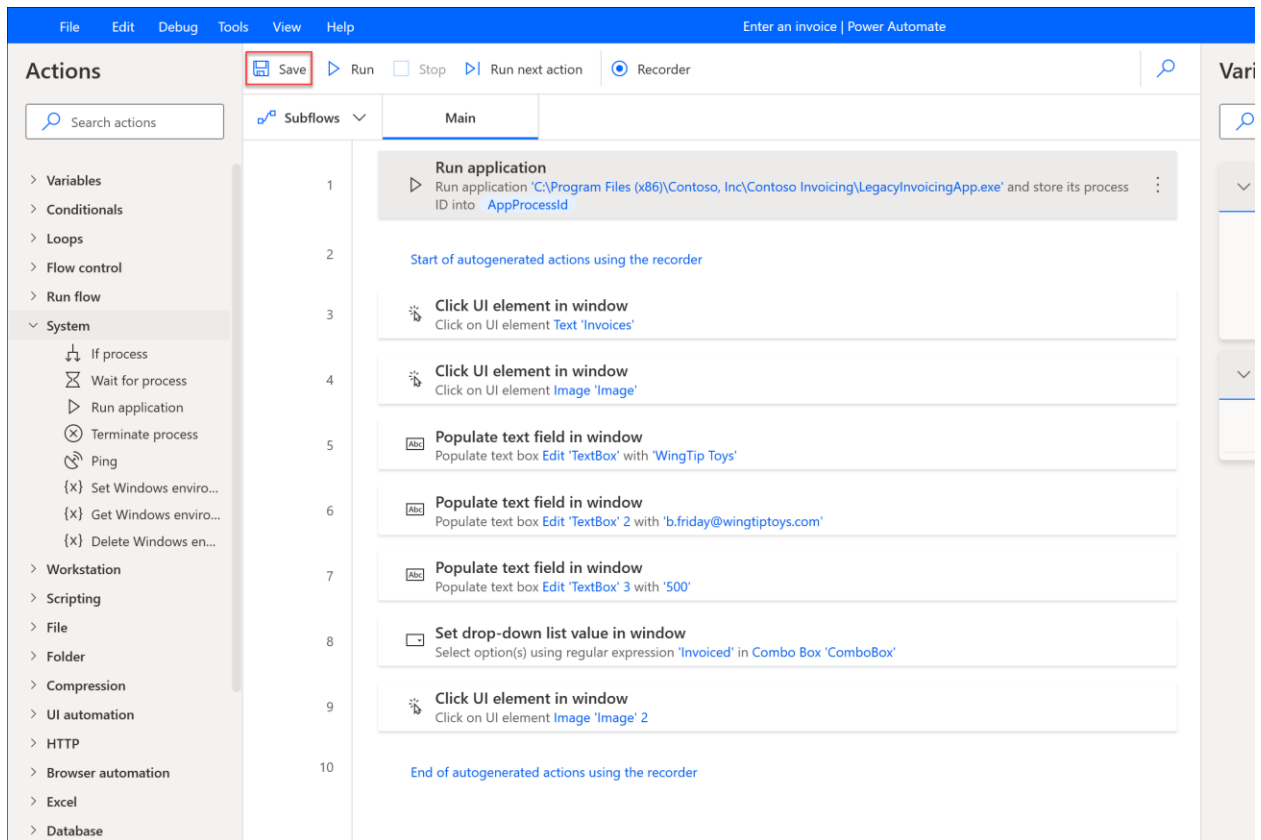 File Edit Debug Tools View Help Enter an invoice | Power Automate
Actions
Save Run Stop Run next action Recorder
Vari
Search actions
Subflows Main
Variables
Conditionals
Loops
Flow control
Run flow
System
If process
Wait for process
Run application
Terminate process
Ping
{x} Set Windows enviro...
{x} Get Windows enviro...
{x} Delete Windows en...
Workstation
Scripting
File
Folder
Compression
UI automation
HTTP
Browser automation
Excel
Database
1
Run application
Run application 'C:\Program Files (x86)\Contoso, Inc\Contoso Invoicing\LegacyInvoicingApp.exe' and store its process
ID into AppProcessId
2
Start of autogenerated actions using the recorder
3
Click UI element in window
Click on UI element Text 'Invoices'
4
Click UI element in window
Click on UI element Image 'Image'
5
Abc
Populate text field in window
Populate text box Edit 'TextBox' with 'WingTip Toys'
6
Abc
Populate text field in window
Populate text box Edit 'TextBox' 2 with 'b.friday@wingtiptoys.com'
7
Abc
Populate text field in window
Populate text box Edit 'TextBox' 3 with '500'
8
Set drop-down list value in window
Select option(s) using regular expression 'Invoiced' in Combo Box 'ComboBox'
9
Click UI element in window
Click on UI element Image 'Image' 2
10
End of autogenerated actions using the recorder